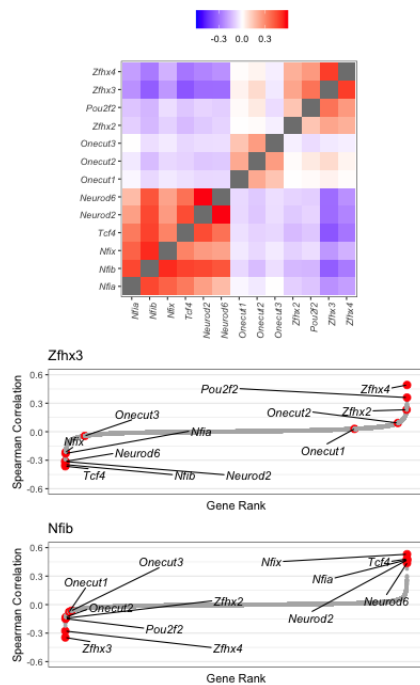 -0.3 0.0 0.3
Zfhx4
Zfhx3
Pou2f2
Zfhx2
Onecut3
Onecut2
Onecut1
Neurod6
Neurod2
Tcf4
Nfix
Nfib
Nfia
Nfia Nfib Nfix Tcf4 Neurod2 Neurod6 Onecut1 Onecut2 Onecut3 Zfhx2 Pou2f2 Zfhx3 Zfhx4
Zfhx3
Spearman Correlation
0.6
0.3
0.0
-0.3
-0.6
Pou2f2 Zfhx4
Onecut3 Onecut2 Zfhx2
Nfix Nfia
Neurod6 Onecut1
Tcf4 Nfib Neurod2
Gene Rank
Nfib
Spearman Correlation
0.6
0.3
0.0
-0.3
-0.6
Onecut3 Nfix Tcf4
Onecut1 Nfia
Onecut2 Zfhx2 Neurod6
Neurod2
Pou2f2
Zfhx3 Zfhx4
Gene Rank